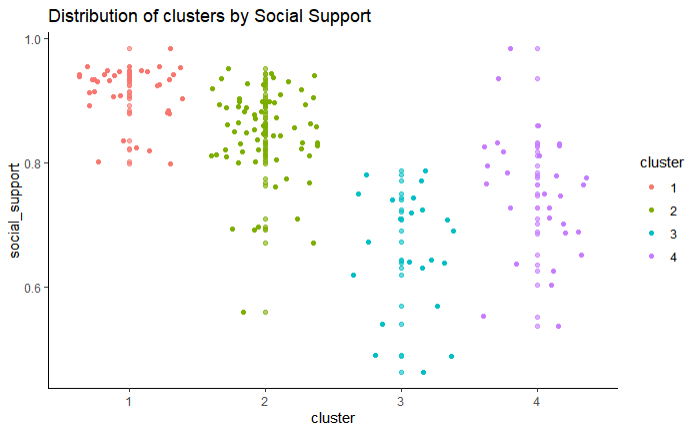 Distribution of clusters by Social Support
1.0
0.8
0.6
social_support
1 2 3 4
cluster
cluster
1
2
3
4